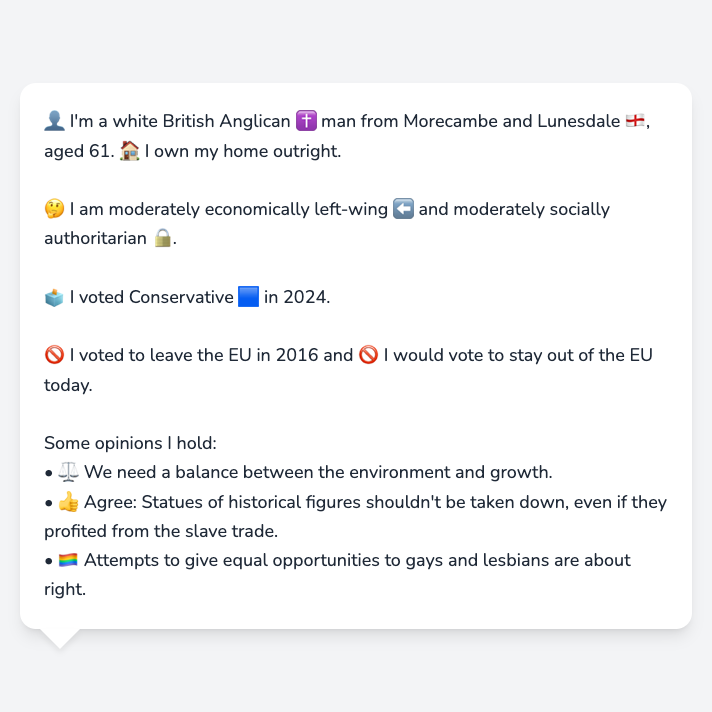 👤 I'm a white British Anglican ✝️ man from Morecambe and Lunesdale 🏴󠁧󠁢󠁥󠁮󠁧󠁿,
aged 61. 🏠 I own my home outright.
🤔 I am moderately economically left-wing ⬅️ and moderately socially
authoritarian 🔒.
🗳️ I voted Conservative 🟦 in 2024.
🚫 I voted to leave the EU in 2016 and 🚫 I would vote to stay out of the EU
today.
Some opinions I hold:
• ⚖️ We need a balance between the environment and growth.
• 👍 Agree: Statues of historical figures shouldn't be taken down, even if they
profited from the slave trade.
• 🏳️‍🌈 Attempts to give equal opportunities to gays and lesbians are about
right.